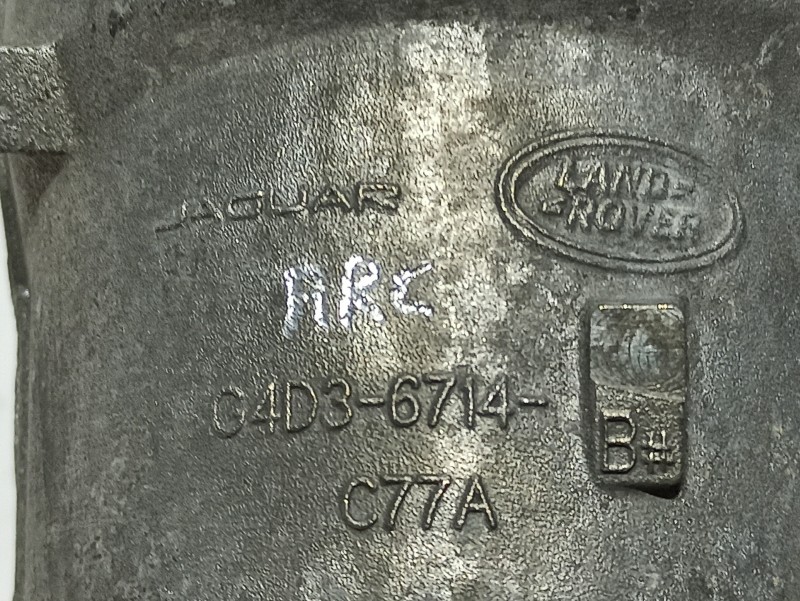 JAGUAR
LAND-
-ROVER
ARC
G4D3-6714-
B#
C77A